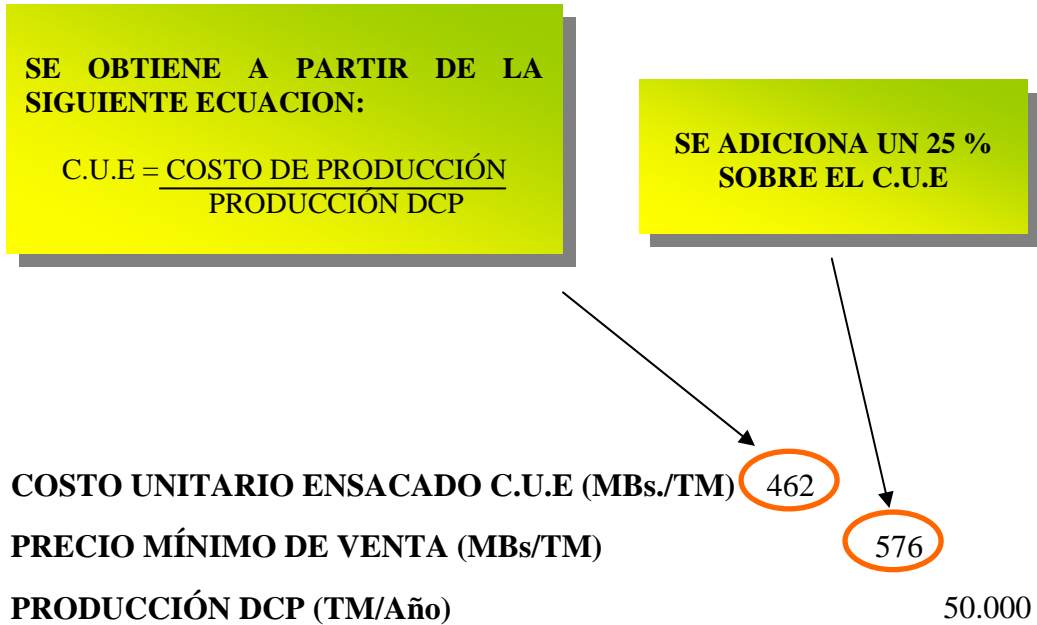 SE OBTIENE A PARTIR DE LA
SIGUIENTE ECUACION:
C.U.E = COSTO DE PRODUCCIÓN
PRODUCCIÓN DCP
SE ADICIONA UN 25 %
SOBRE EL C.U.E
COSTO UNITARIO ENSACADO C.U.E (MBs./TM) 462
PRECIO MÍNIMO DE VENTA (MBs/TM) 576
PRODUCCIÓN DCP (TM/Año) 50.000